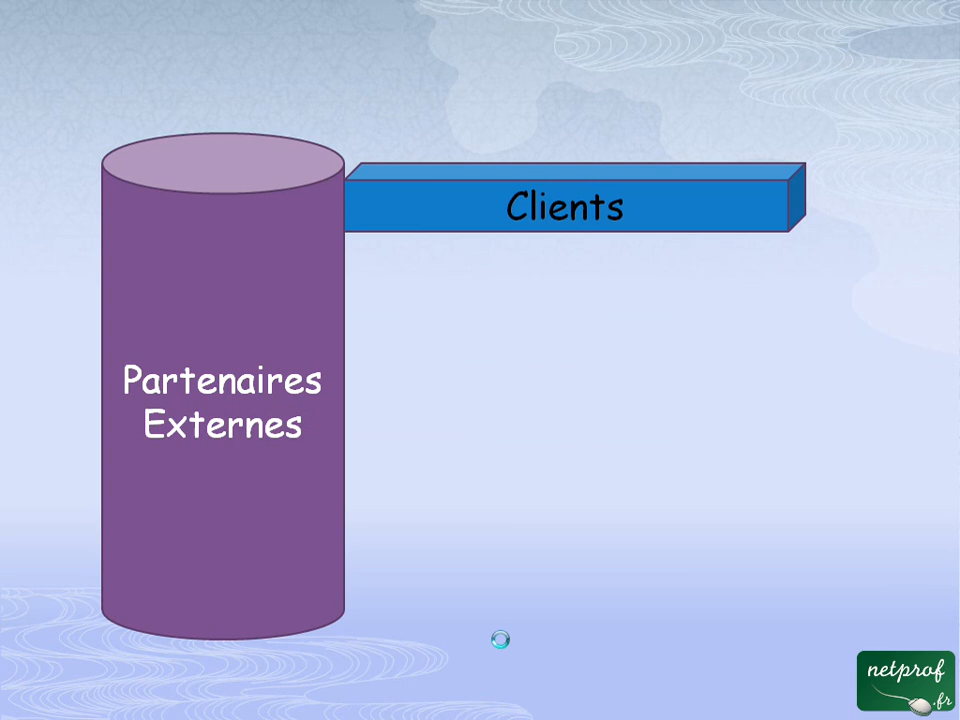 Clients
Partenaires
Externes
netprof
.fr